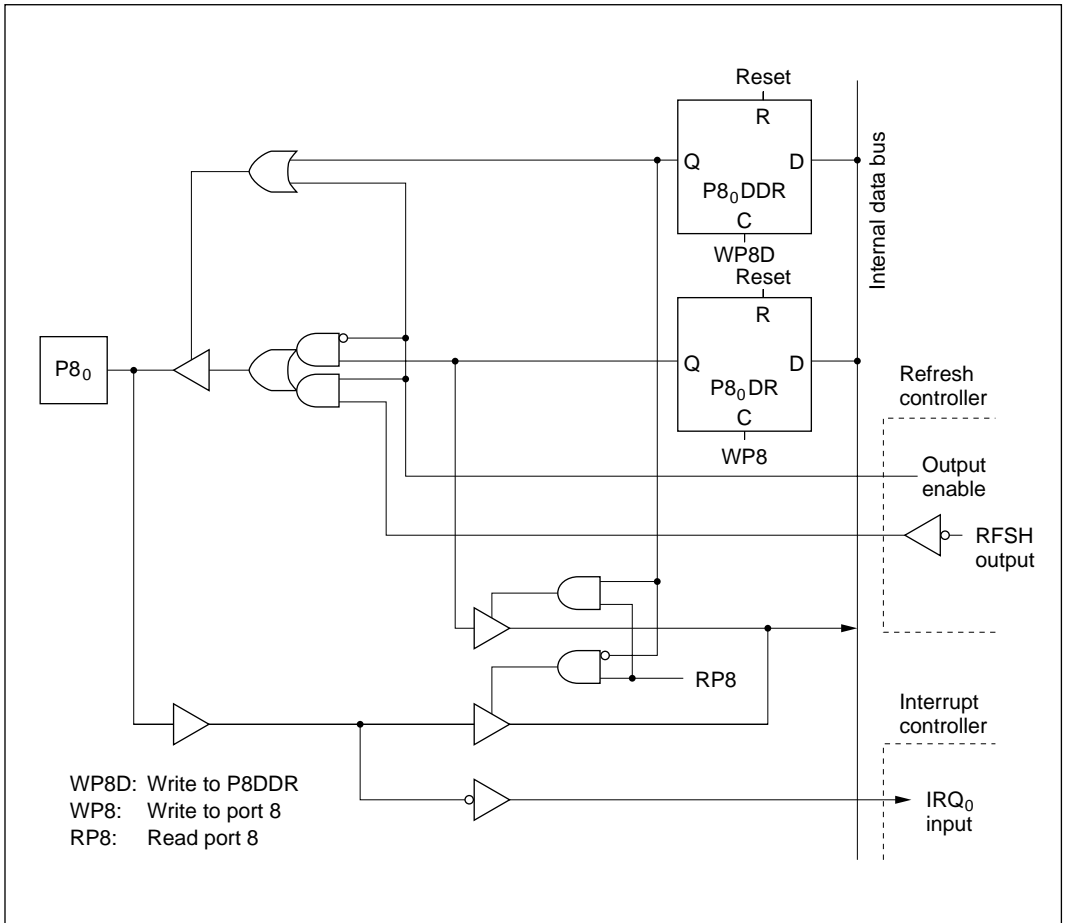 Reset
R
Q D
P8₀DDR
C
WP8D
Internal data bus
Reset
R
Q D
P8₀DR
C
WP8
P8₀
Refresh
controller
Output
enable
RFSH
output
RP8
Interrupt
controller
IRQ₀
input
WP8D: Write to P8DDR
WP8: Write to port 8
RP8: Read port 8